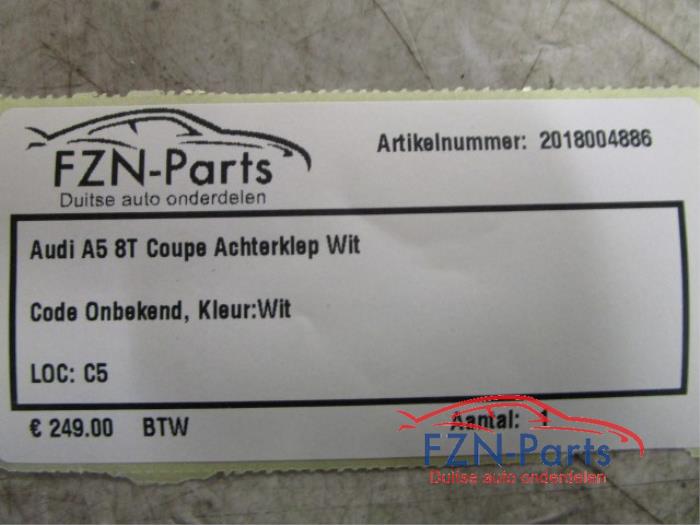 FZN-Parts
Duitse auto onderdelen
Artikelnummer: 2018004886
Audi A5 8T Coupe Achterklep Wit
Code Onbekend, Kleur:Wit
LOC: C5
€ 249.00 BTW
Aantal: 1
FZN-Parts
Duitse auto onderdelen